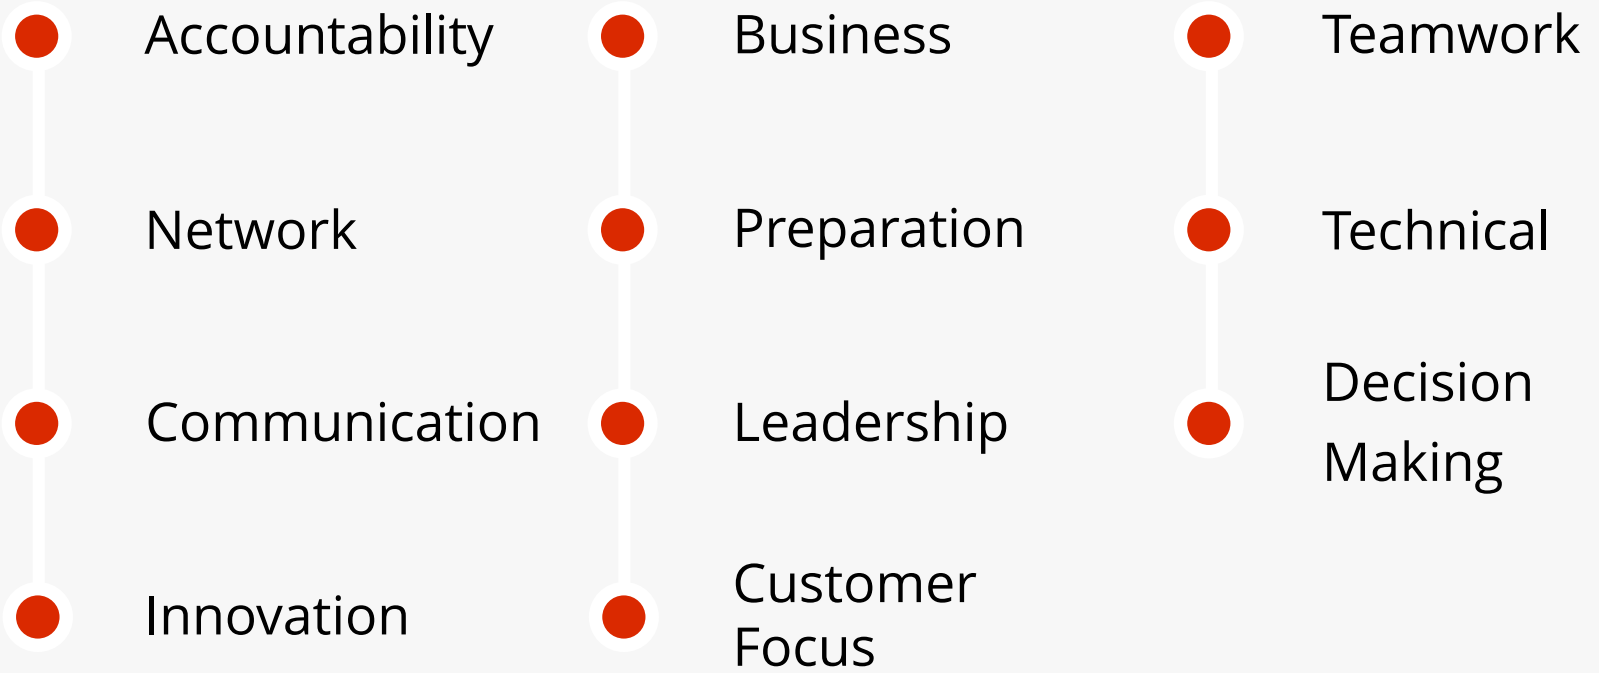 Accountability
Network
Communication
Innovation
Business
Preparation
Leadership
Customer
Focus
Teamwork
Technical
Decision
Making